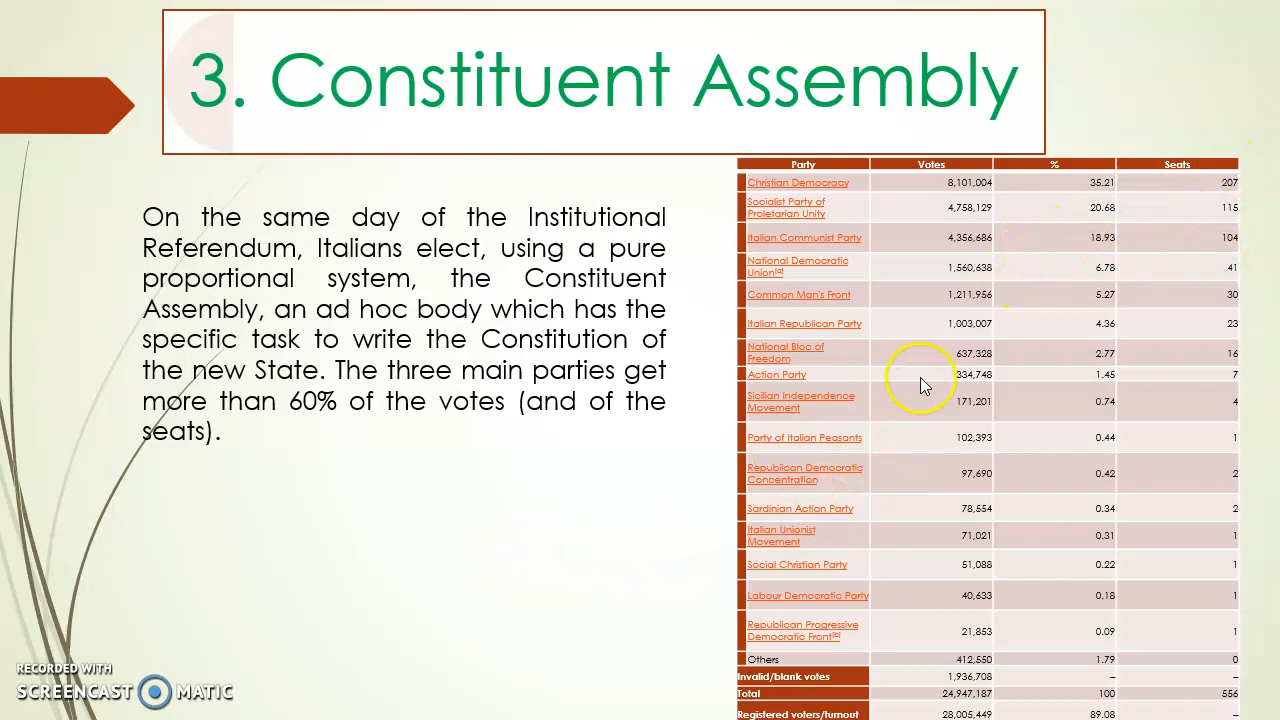 3. Constituent Assembly
On the same day of the Institutional
Referendum, Italians elect, using a pure
proportional system, the Constituent
Assembly, an ad hoc body which has the
specific task to write the Constitution of
the new State. The three main parties get
more than 60% of the votes (and of the
seats).
Party Votes % Seats
Christian Democracy 8,101,004 35.21 207
Socialist Party of
Proletarian Unity 4,758,129 20.68 115
Italian Communist Party 4,356,686 18.93 104
National Democratic
Union[a] 1,560,638 6.78 41
Common Man's Front 1,211,956 5.27 30
Italian Republican Party 1,003,007 4.36 23
National Bloc of
Freedom 637,328 2.77 16
Action Party 334,748 1.45 7
Sicilian Independence
Movement 171,201 0.74 4
Party of Italian Peasants 102,393 0.44 1
Republican Democratic
Concentration 97,690 0.42 2
Sardinian Action Party 78,554 0.34 2
Italian Unionist
Movement 71,021 0.31 1
Social Christian Party 51,088 0.22 1
Labour Democratic Party 40,633 0.18 1
Republican Progressive
Democratic Front[b] 21,853 0.09 1
Others 412,550 1.79 0
Invalid/blank votes 1,936,708 – –
Total 24,947,187 100 556
Registered voters/turnout 28,005,449 89.08 –
RECORDED WITH
SCREENCAST MATIC